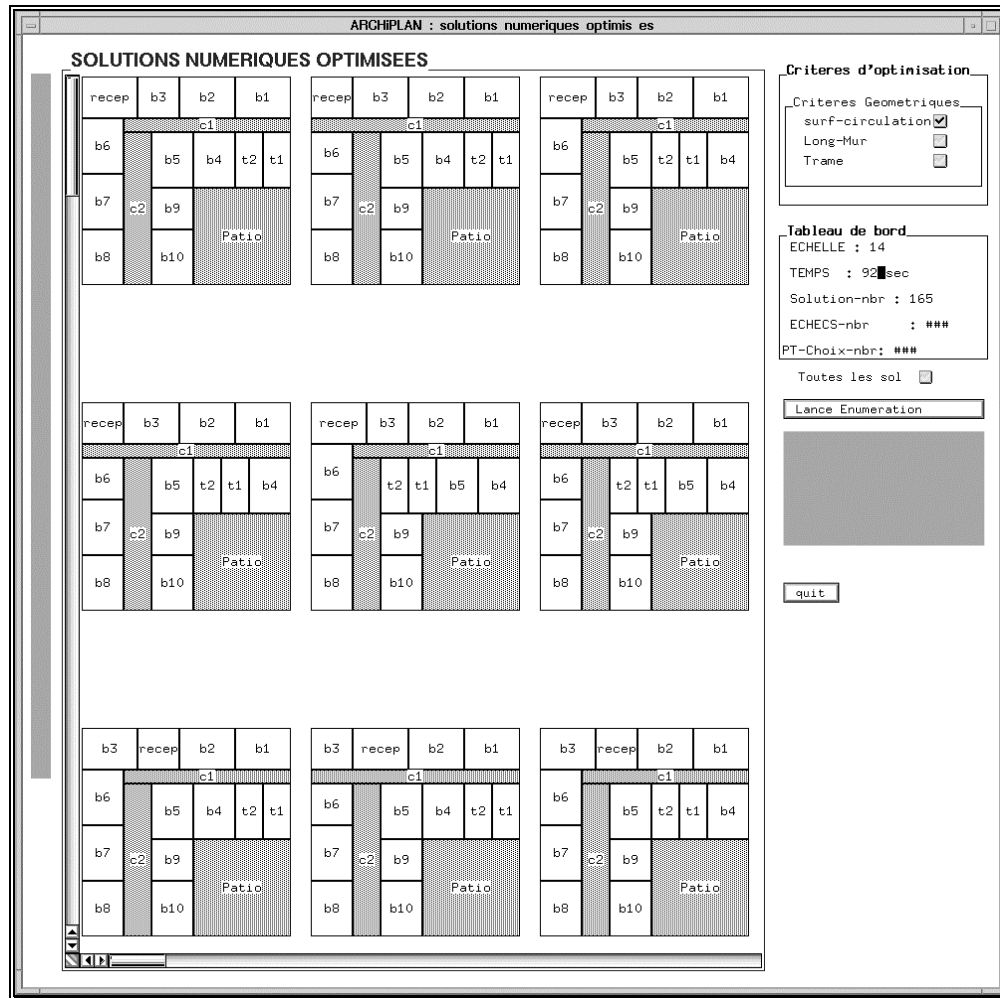 ARCHiPLAN : solutions numeriques optimis es
SOLUTIONS NUMERIQUES OPTIMISEES
recep b3 b2 b1
c1
b6 b5 b4 t2 t1
b7 c2 b9
Patio
b8 b10
recep b3 b2 b1
c1
b6 b5 b4 t2 t1
b7 c2 b9
Patio
b8 b10
recep b3 b2 b1
c1
b6 b5 t2 t1 b4
b7 c2 b9
Patio
b8 b10
recep b3 b2 b1
c1
b6 b5 t2 t1 b4
b7 c2 b9
Patio
b8 b10
recep b3 b2 b1
c1
b6 t2 t1 b5 b4
b7 c2 b9
Patio
b8 b10
recep b3 b2 b1
c1
b6 t2 t1 b5 b4
b7 c2 b9
Patio
b8 b10
b3 recep b2 b1
c1
b6 b5 b4 t2 t1
b7 c2 b9
Patio
b8 b10
b3 recep b2 b1
c1
b6 b5 b4 t2 t1
b7 c2 b9
Patio
b8 b10
b3 recep b2 b1
c1
b6 b5 t2 t1 b4
b7 c2 b9
Patio
b8 b10
Criteres d'optimisation
Criteres Geometriques
surf-circulation
Long-Mur
Trame
Tableau de bord
ECHELLE : 14
TEMPS : 92 sec
Solution-nbr : 165
ECHECS-nbr : ###
PT-Choix-nbr: ###
Toutes les sol
Lance Enumeration
quit